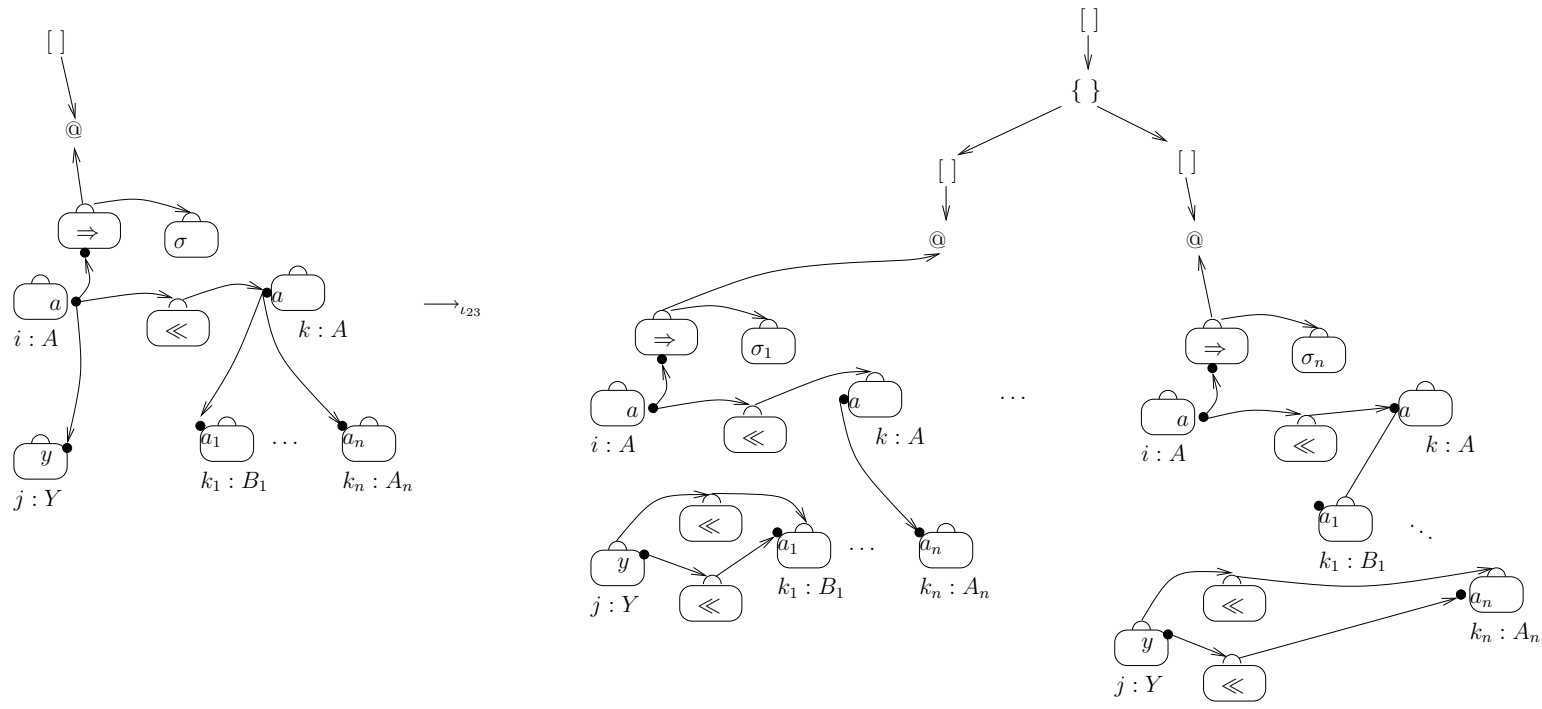 [ ]
@
⇒ σ
a a
≪
i : A k : A
a₁ ... aₙ
y
k₁ : B₁ kₙ : Aₙ
j : Y
⟶ι₂₃
[ ]
{ }
[ ] [ ]
@ @
⇒ σ₁
a a
≪
i : A k : A
≪
y a₁ ... aₙ
≪
j : Y k₁ : B₁ kₙ : Aₙ
...
⇒ σₙ
a a
≪
i : A k : A
a₁ ⋱
k₁ : B₁
≪ aₙ
kₙ : Aₙ
y
≪
j : Y